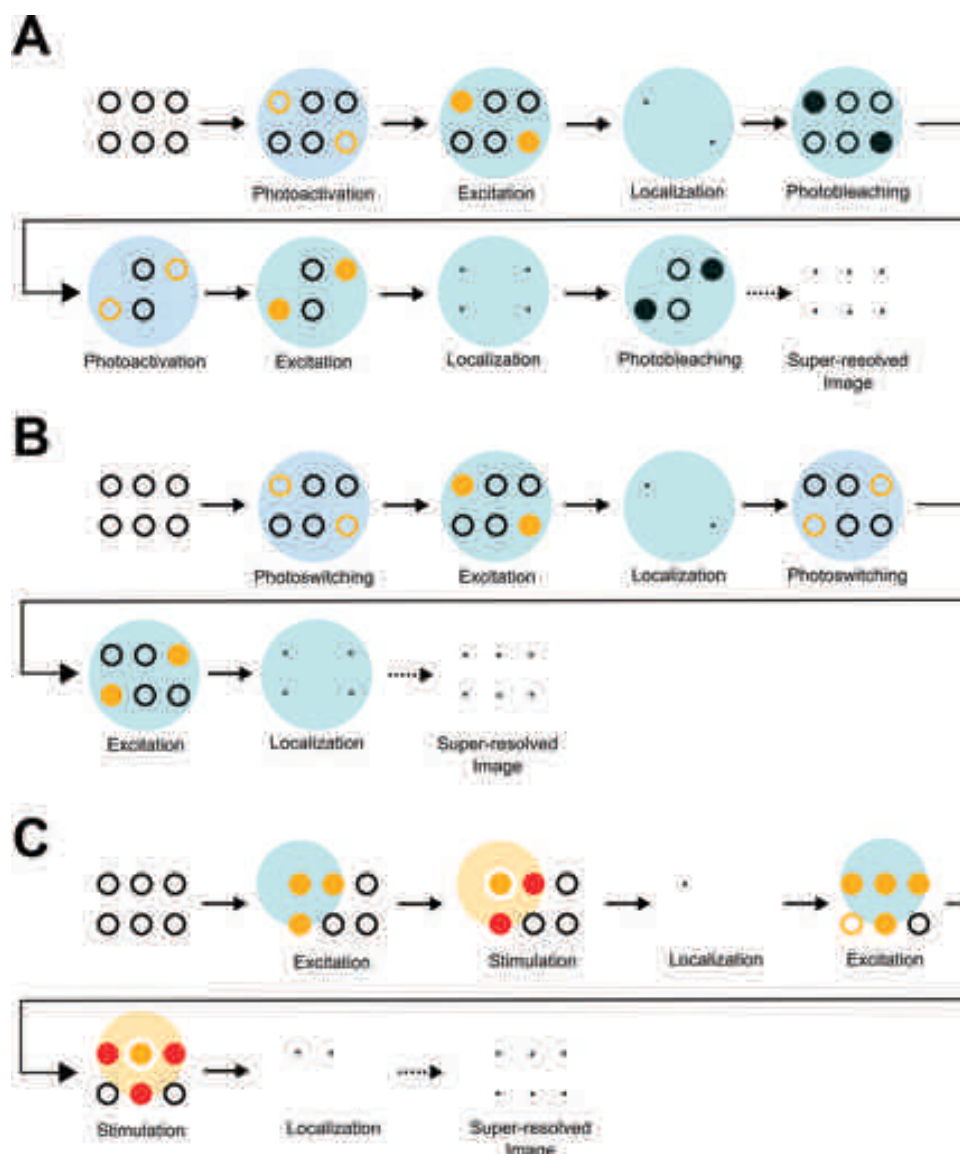 A
Photoactivation Excitation Localization Photobleaching
Photoactivation Excitation Localization Photobleaching Super-resolved
Image
B
Photoswitching Excitation Localization Photoswitching
Excitation Localization Super-resolved
Image
C
Excitation Stimulation Localization Excitation
Stimulation Localization Super-resolved
Image